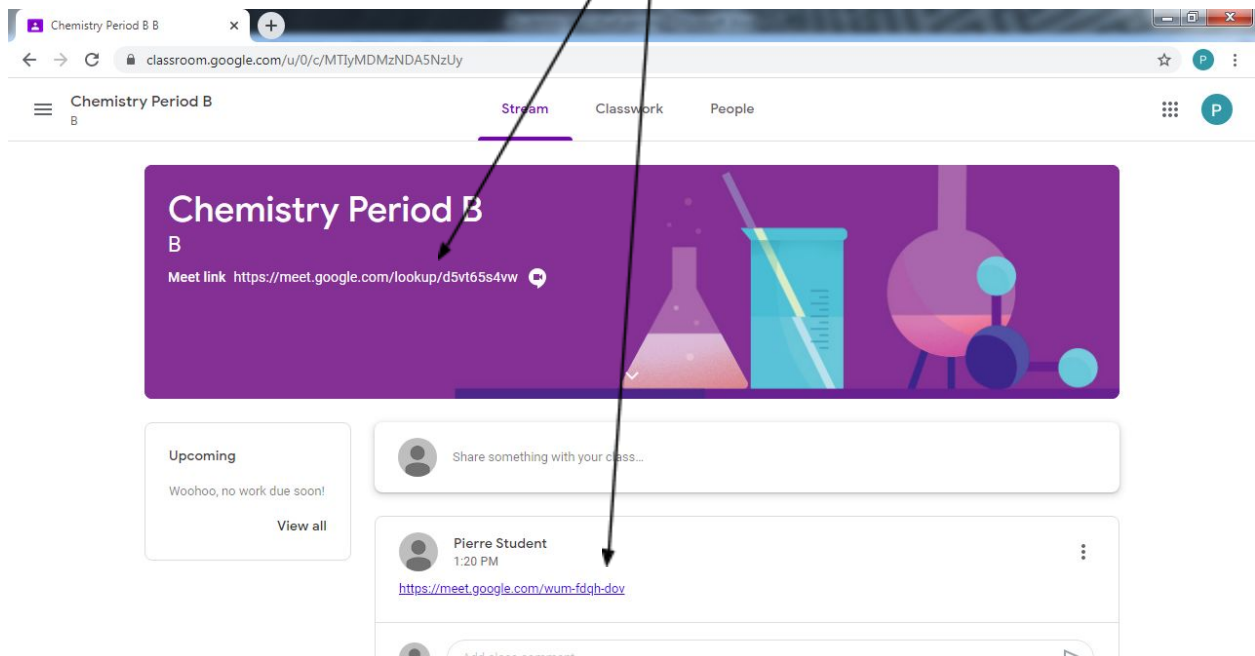 Chemistry Period B B
classroom.google.com/u/0/c/MTIyMDMzNDA5NzUy
P
Chemistry Period B
B
Stream Classwork People
P
Chemistry Period B
B
Meet link https://meet.google.com/lookup/d5vt65s4vw
Upcoming
Woohoo, no work due soon!
View all
Share something with your class...
Pierre Student
1:20 PM
https://meet.google.com/wum-fdqh-dov
Add class comment